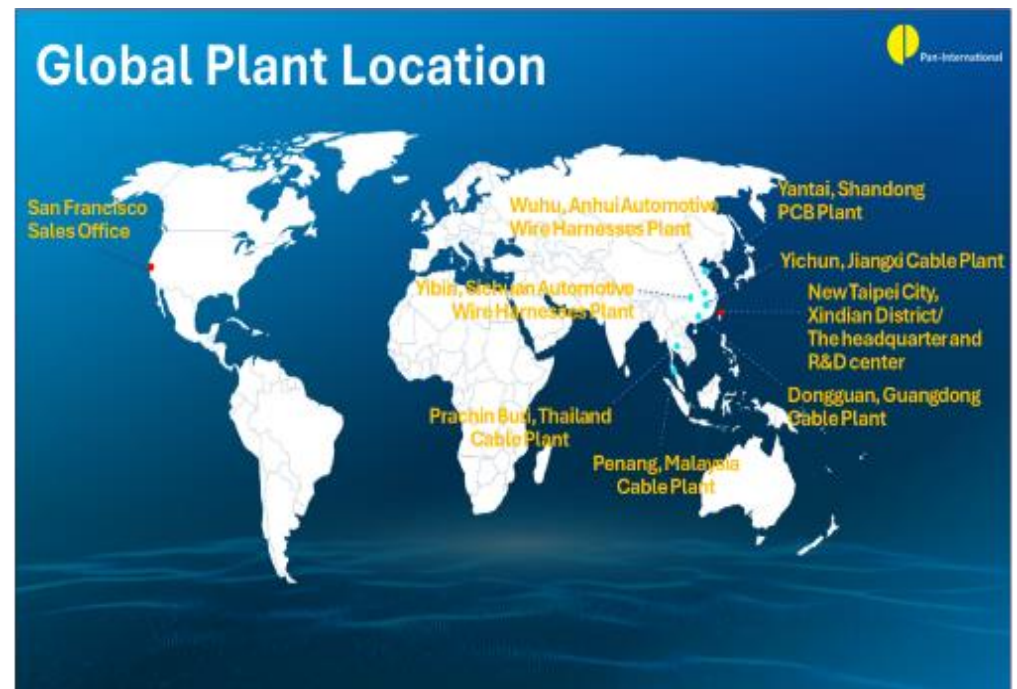 Global Plant Location
Pan-International
San Francisco
Sales Office
Wuhu, Anhui Automotive
Wire Harnesses Plant
Yantai, Shandong
PCB Plant
Yichun, Jiangxi Cable Plant
Yibin, Sichuan Automotive
Wire Harnesses Plant
New Taipei City,
Xindian District/
The headquarter and
R&D center
Dongguan, Guangdong
Cable Plant
Prachin Buri, Thailand
Cable Plant
Penang, Malaysia
Cable Plant